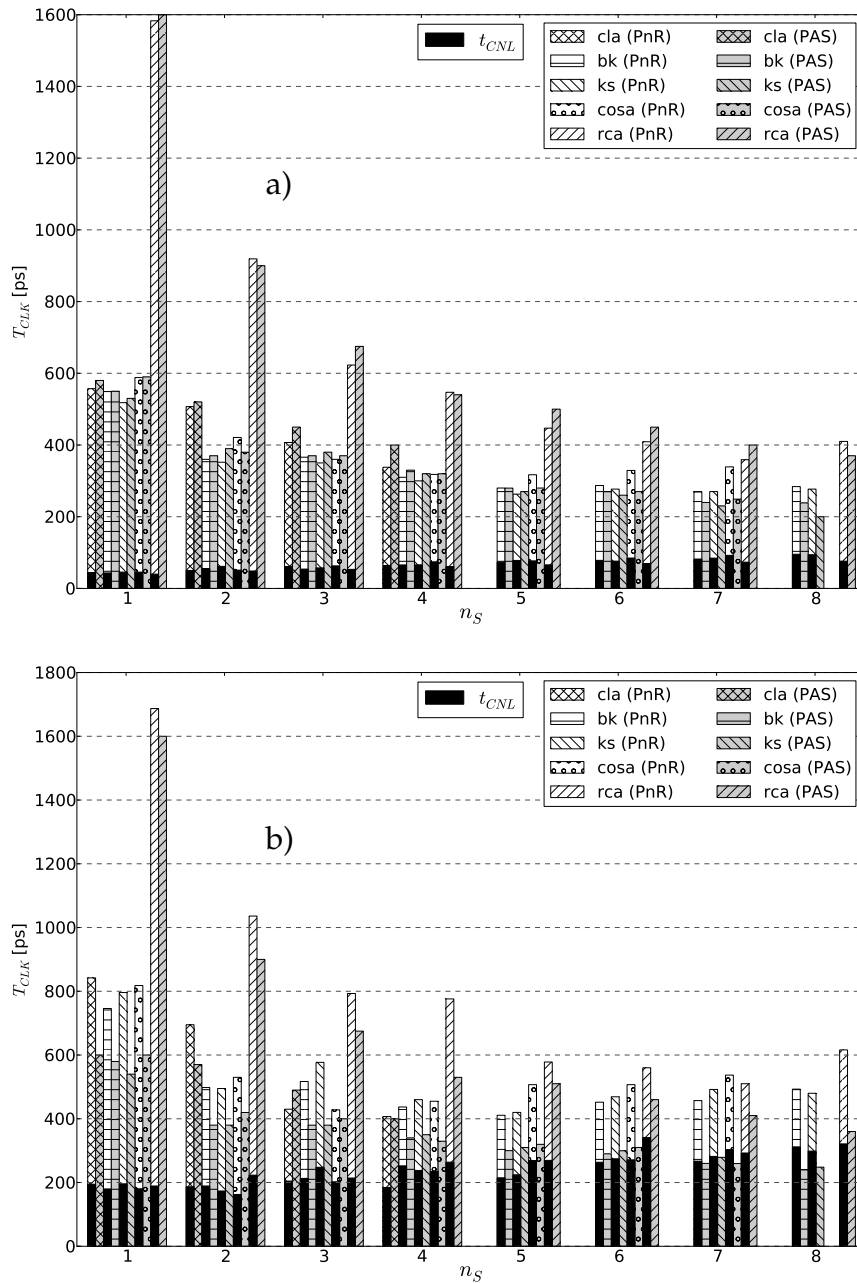 1600
1400
1200
1000
800
600
400
200
0
T_CLK [ps]
t_CNL
cla (PnR) cla (PAS)
bk (PnR) bk (PAS)
ks (PnR) ks (PAS)
cosa (PnR) cosa (PAS)
rca (PnR) rca (PAS)
a)
1 2 3 4 5 6 7 8
n_S
1800
1600
1400
1200
1000
800
600
400
200
0
T_CLK [ps]
t_CNL
cla (PnR) cla (PAS)
bk (PnR) bk (PAS)
ks (PnR) ks (PAS)
cosa (PnR) cosa (PAS)
rca (PnR) rca (PAS)
b)
1 2 3 4 5 6 7 8
n_S